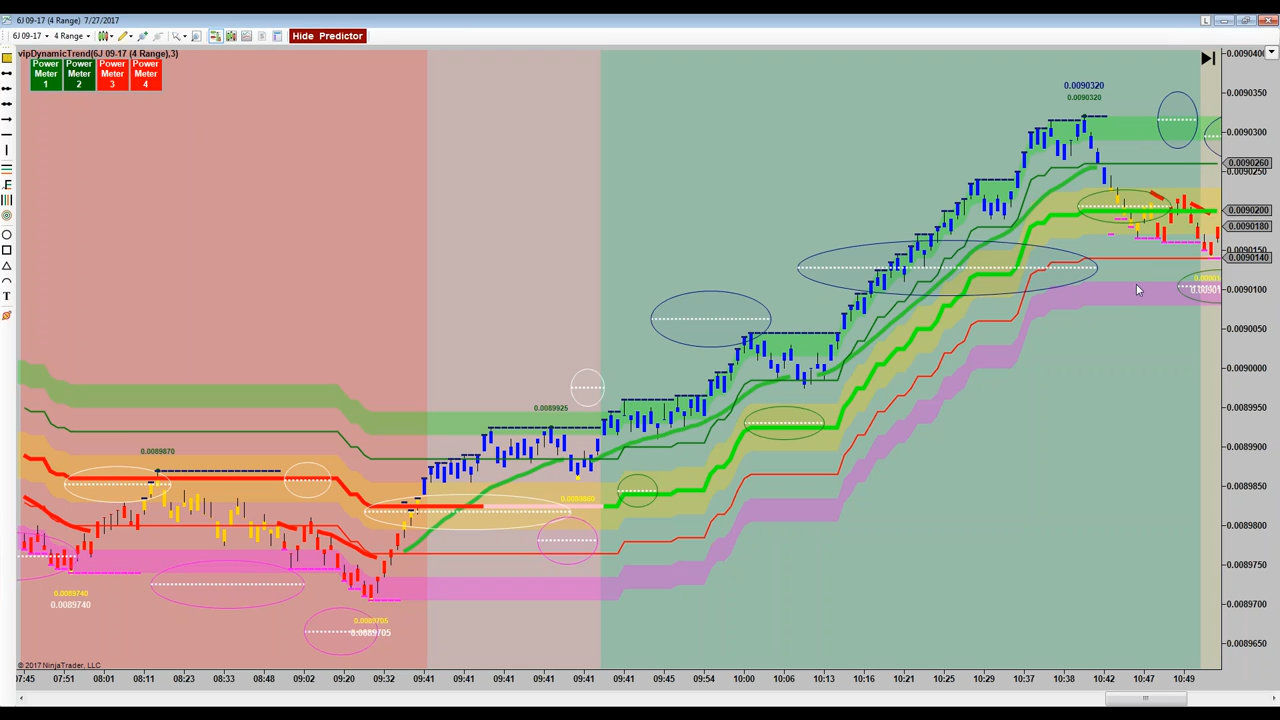 6J 09-17 (4 Range) 7/27/2017
6J 09-17 4 Range Hide Predictor
L
vipDynamicTrend(6J 09-17 (4 Range),3)
Power Meter 1
Power Meter 2
Power Meter 3
Power Meter 4
0.0090320
0.0090320
0.0089925
0.0089870
0.0089880
0.0089740
0.0089740
0.0089705
0.0089705
0.0090400
0.0090350
0.0090300
0.0090260
0.0090250
0.0090200
0.0090180
0.0090150
0.0090140
0.0090100
0.0090050
0.0090000
0.0089950
0.0089900
0.0089850
0.0089800
0.0089750
0.0089700
0.0089650
© 2017 NinjaTrader, LLC
07:45 07:51 08:01 08:11 08:23 08:33 08:48 09:02 09:20 09:41 09:41 09:41 09:41 09:41 09:41 09:45 09:54 10:02 10:06 10:13 10:16 10:21 10:25 10:29 10:37 10:38 10:42 10:47 10:49